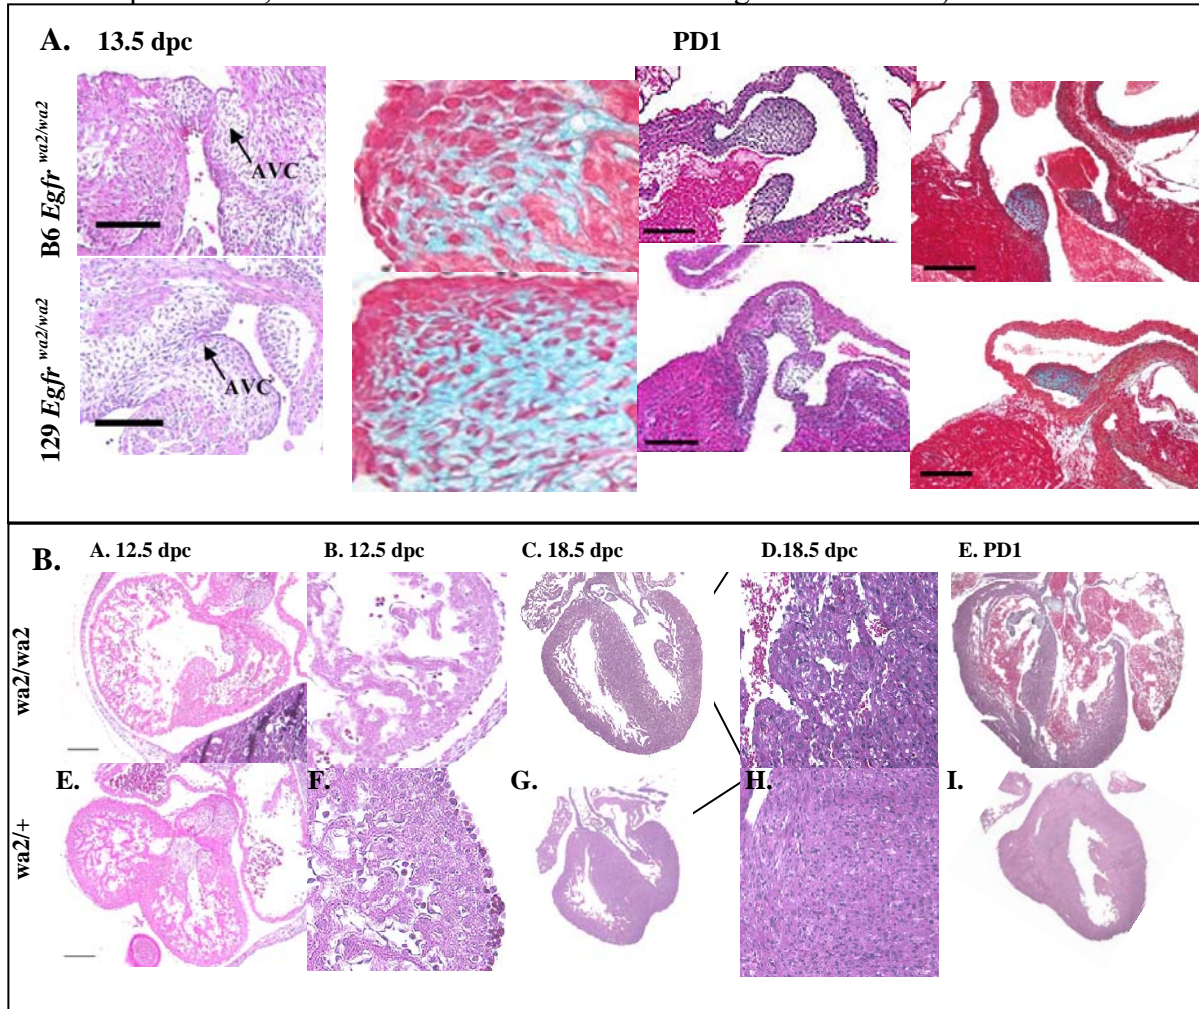 A. 13.5 dpc PD1
B6 Egfr wa2/wa2
AVC
129 Egfr wa2/wa2
AVC
B.
A. 12.5 dpc B. 12.5 dpc C. 18.5 dpc D.18.5 dpc E. PD1
wa2/wa2
E. F. G. H. I.
wa2/+